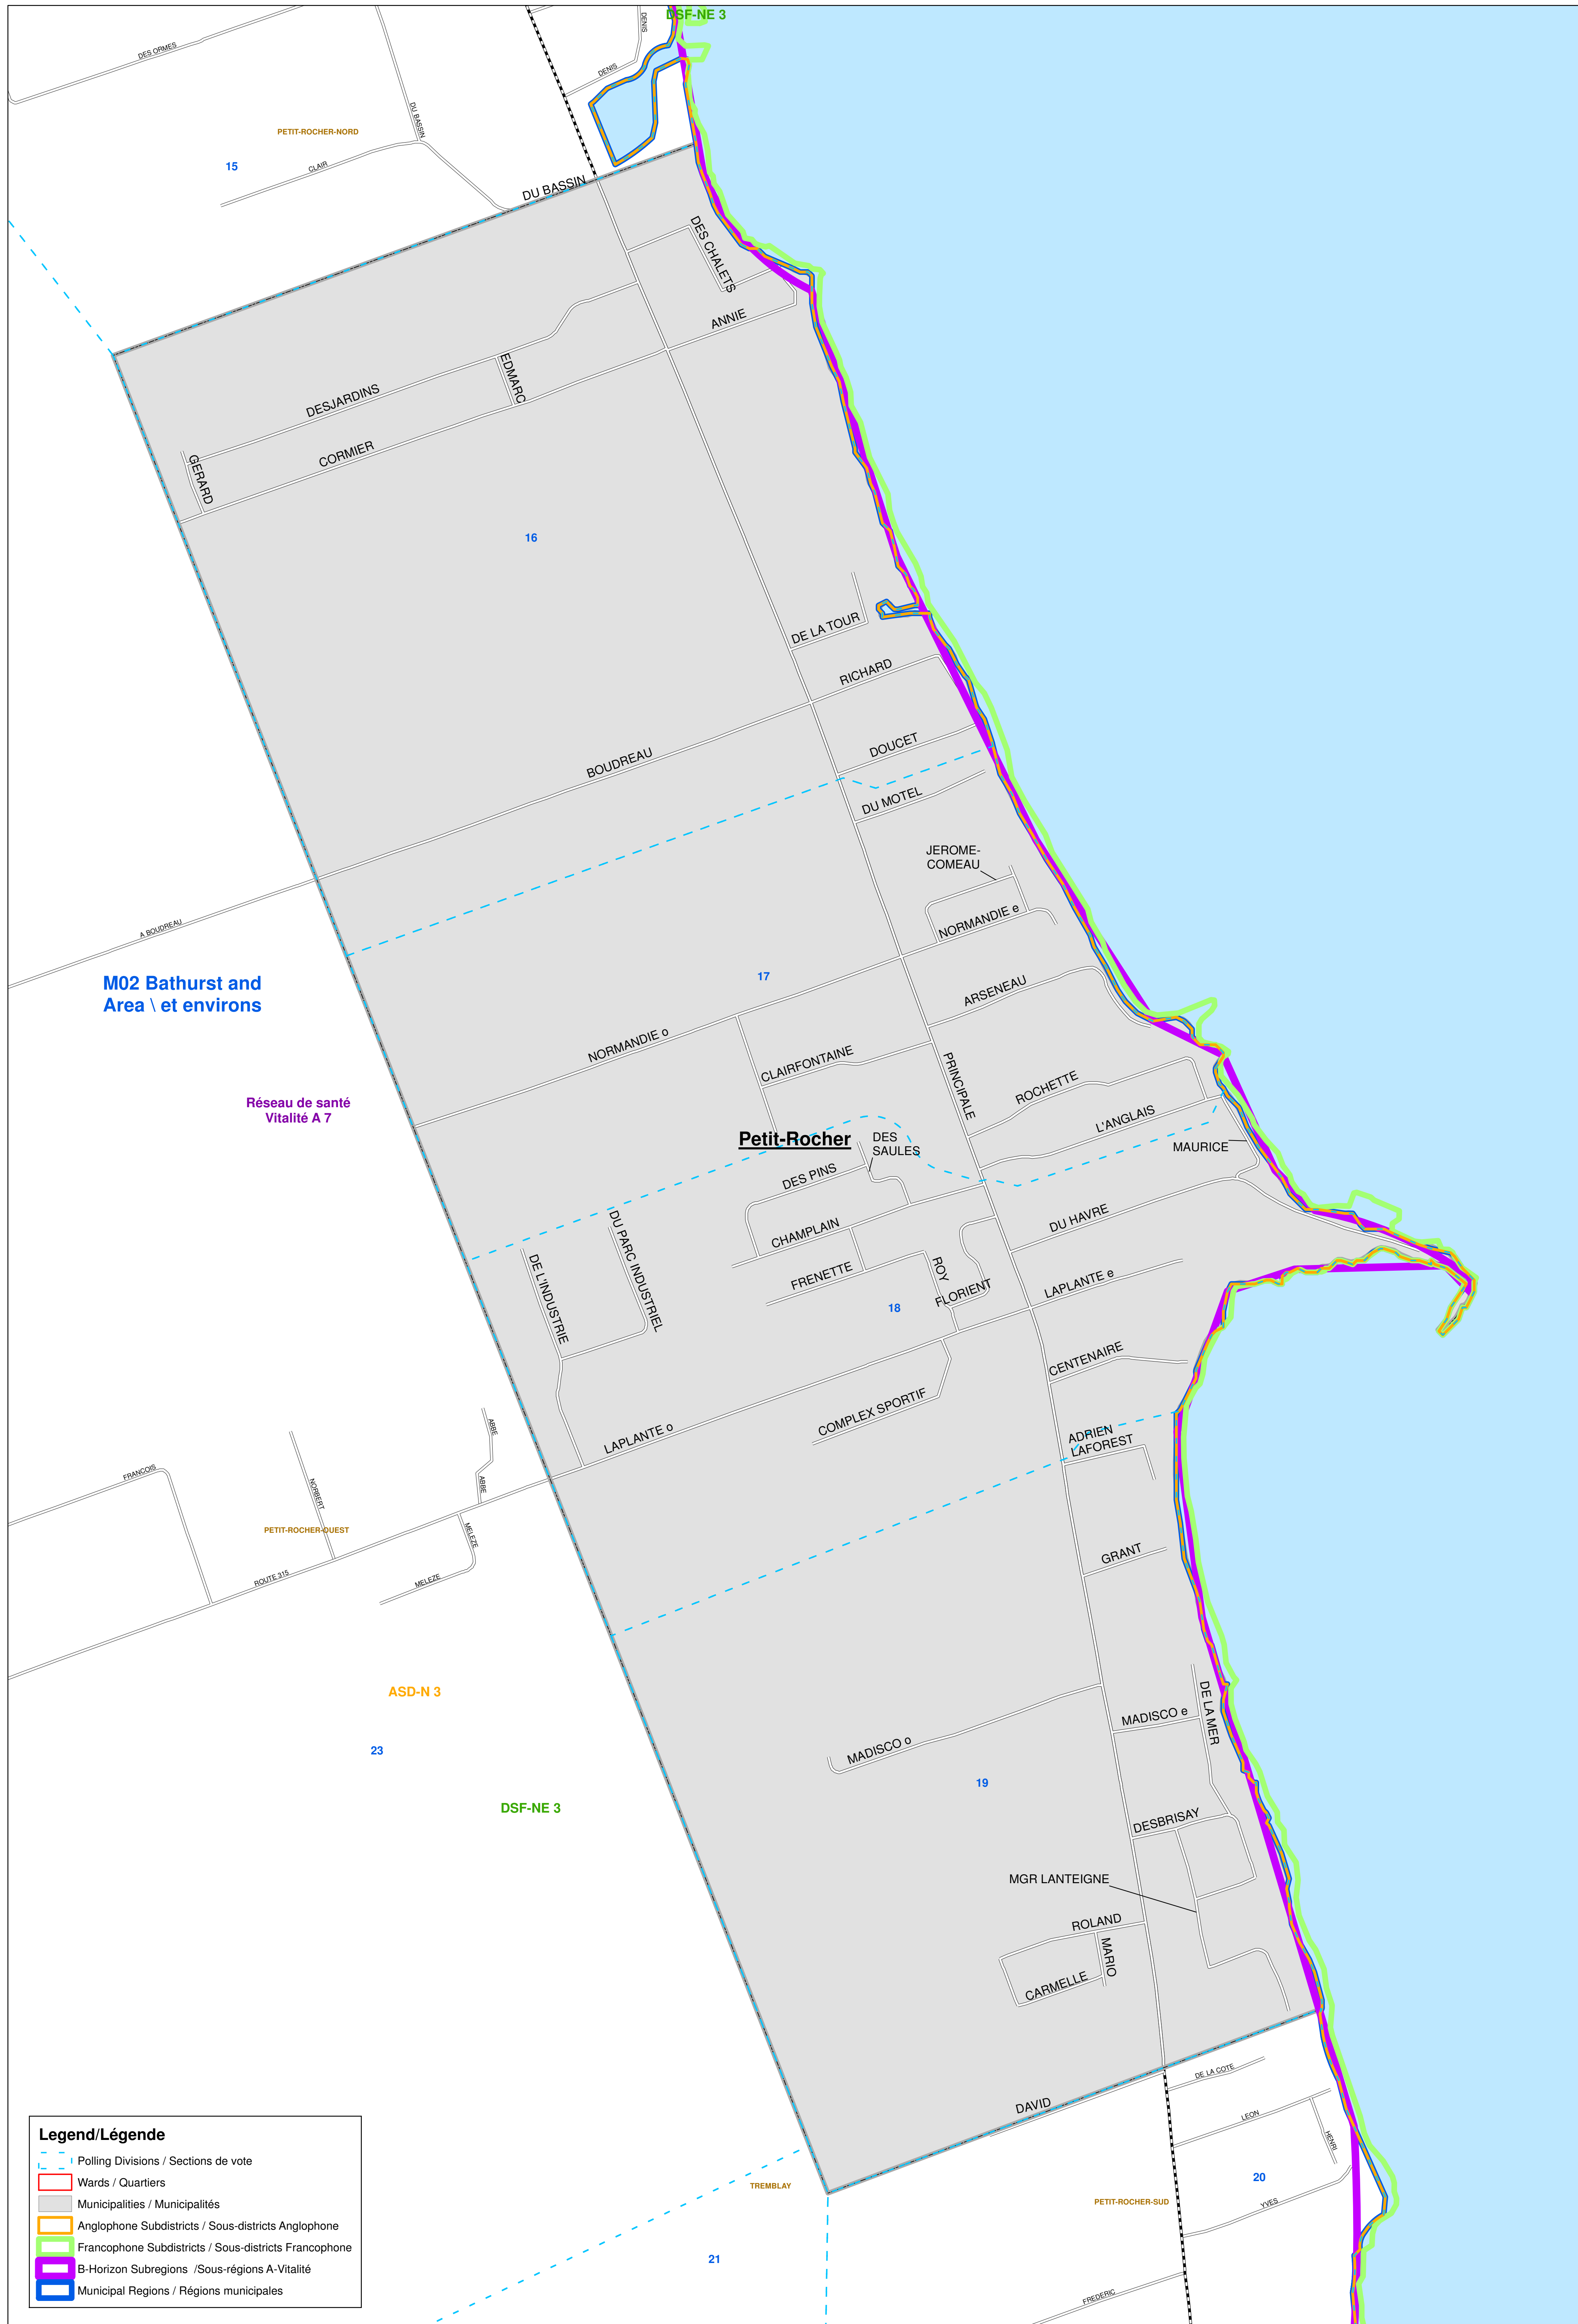 DSF-NE 3
DES ORMES
DU BASSIN
DENIS
DENIS
PETIT-ROCHER-NORD
15
CLAIR
DU BASSIN
DES CHALETS
ANNIE
DESJARDINS
EDMARC
CORMIER
GERARD
16
DE LA TOUR
RICHARD
DOUCET
BOUDREAU
DU MOTEL
JEROME-
COMEAU
NORMANDIE e
A BOUDREAU
M02 Bathurst and
Area \ et environs
17
ARSENEAU
NORMANDIE o
CLAIRFONTAINE
PRINCIPALE
ROCHETTE
L'ANGLAIS
MAURICE
Réseau de santé
Vitalité A 7
Petit-Rocher
DES
SAULES
DES PINS
CHAMPLAIN
DU HAVRE
DU PARC INDUSTRIEL
DE L'INDUSTRIE
FRENETTE
ROY
FLORIENT
LAPLANTE e
18
CENTENAIRE
COMPLEX SPORTIF
LAPLANTE o
ADRIEN
LAFOREST
ABBE
ABBE
FRANCOIS
NORBERT
MELEZE
MELEZE
PETIT-ROCHER-OUEST
ROUTE 315
GRANT
ASD-N 3
23
DSF-NE 3
MADISCO e
DE LA MER
MADISCO o
19
DESBRISAY
MGR LANTEIGNE
ROLAND
MARIO
CARMELLE
DAVID
DE LA COTE
LEON
HENRI
20
YVES
TREMBLAY
PETIT-ROCHER-SUD
21
FREDERIC
Legend/Légende
Polling Divisions / Sections de vote
Wards / Quartiers
Municipalities / Municipalités
Anglophone Subdistricts / Sous-districts Anglophone
Francophone Subdistricts / Sous-districts Francophone
B-Horizon Subregions /Sous-régions A-Vitalité
Municipal Regions / Régions municipales